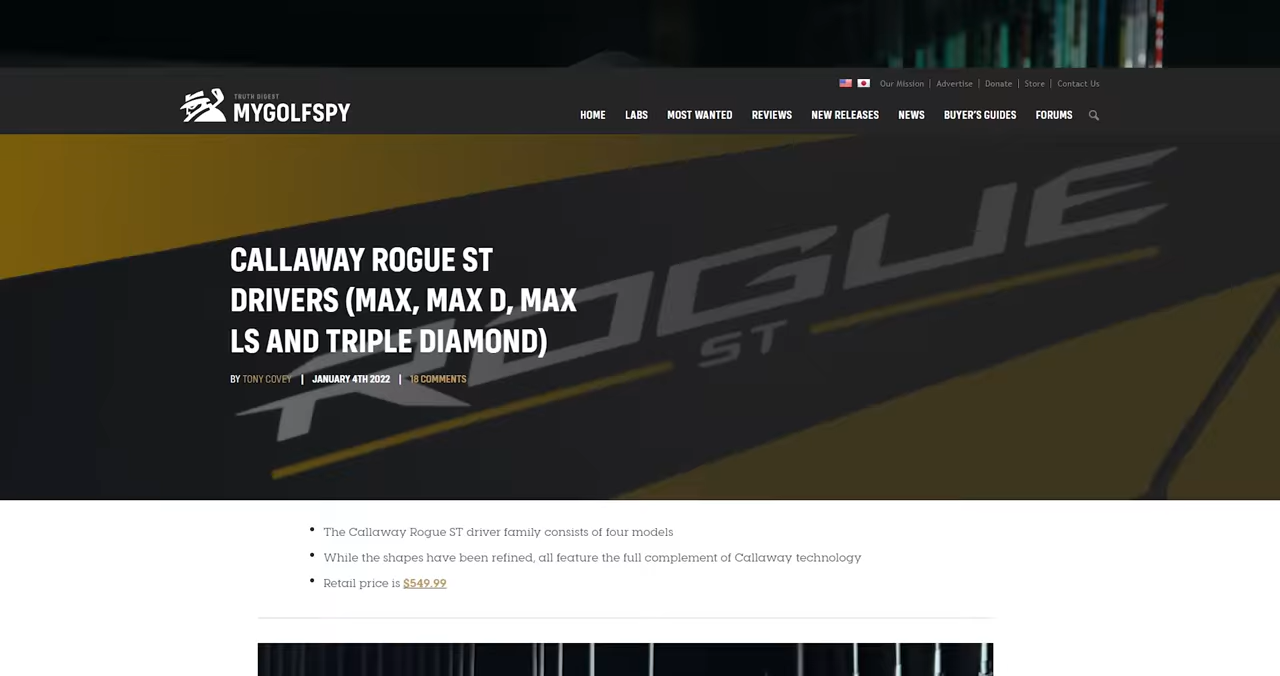 Our Mission | Advertise | Donate | Store | Contact Us
TRUTH DIGEST
MYGOLFSPY
HOME LABS MOST WANTED REVIEWS NEW RELEASES NEWS BUYER'S GUIDES FORUMS
CALLAWAY ROGUE ST
DRIVERS (MAX, MAX D, MAX
LS AND TRIPLE DIAMOND)
BY TONY COVEY | JANUARY 4TH 2022 | 18 COMMENTS
ROGUE
ST
• The Callaway Rogue ST driver family consists of four models
• While the shapes have been refined, all feature the full complement of Callaway technology
• Retail price is $549.99